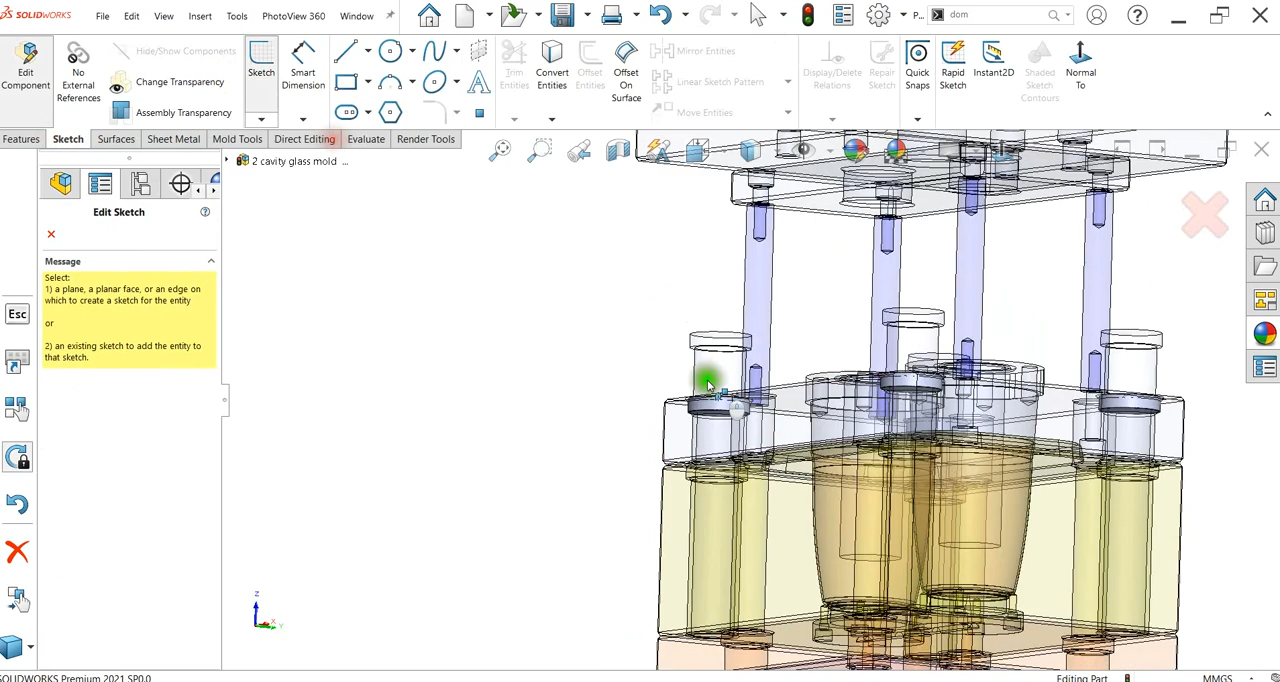 SOLIDWORKS
File
Edit
View
Insert
Tools
PhotoView 360
Window
P...
dom
Edit
Component
No
External
References
Hide/Show Components
Change Transparency
Assembly Transparency
Sketch
Smart
Dimension
Trim
Entities
Convert
Entities
Offset
Entities
Offset
On
Surface
Mirror Entities
Linear Sketch Pattern
Move Entities
Display/Delete
Relations
Repair
Sketch
Quick
Snaps
Rapid
Sketch
Instant2D
Shaded
Sketch
Contours
Normal
To
Features
Sketch
Surfaces
Sheet Metal
Mold Tools
Direct Editing
Evaluate
Render Tools
2 cavity glass mold ...
Edit Sketch
Message
Select:
1) a plane, a planar face, or an edge on
which to create a sketch for the entity
or
2) an existing sketch to add the entity to
that sketch.
Esc
Z
X
Y
SOLIDWORKS Premium 2021 SP0.0
Editing Part
MMGS